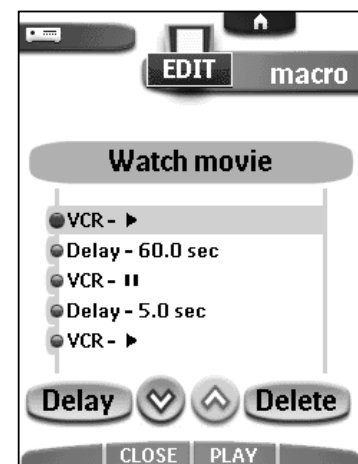 EDIT
macro
Watch movie
VCR - ▶
Delay - 60.0 sec
VCR - ⏸
Delay - 5.0 sec
VCR - ▶
Delay Delete
CLOSE PLAY